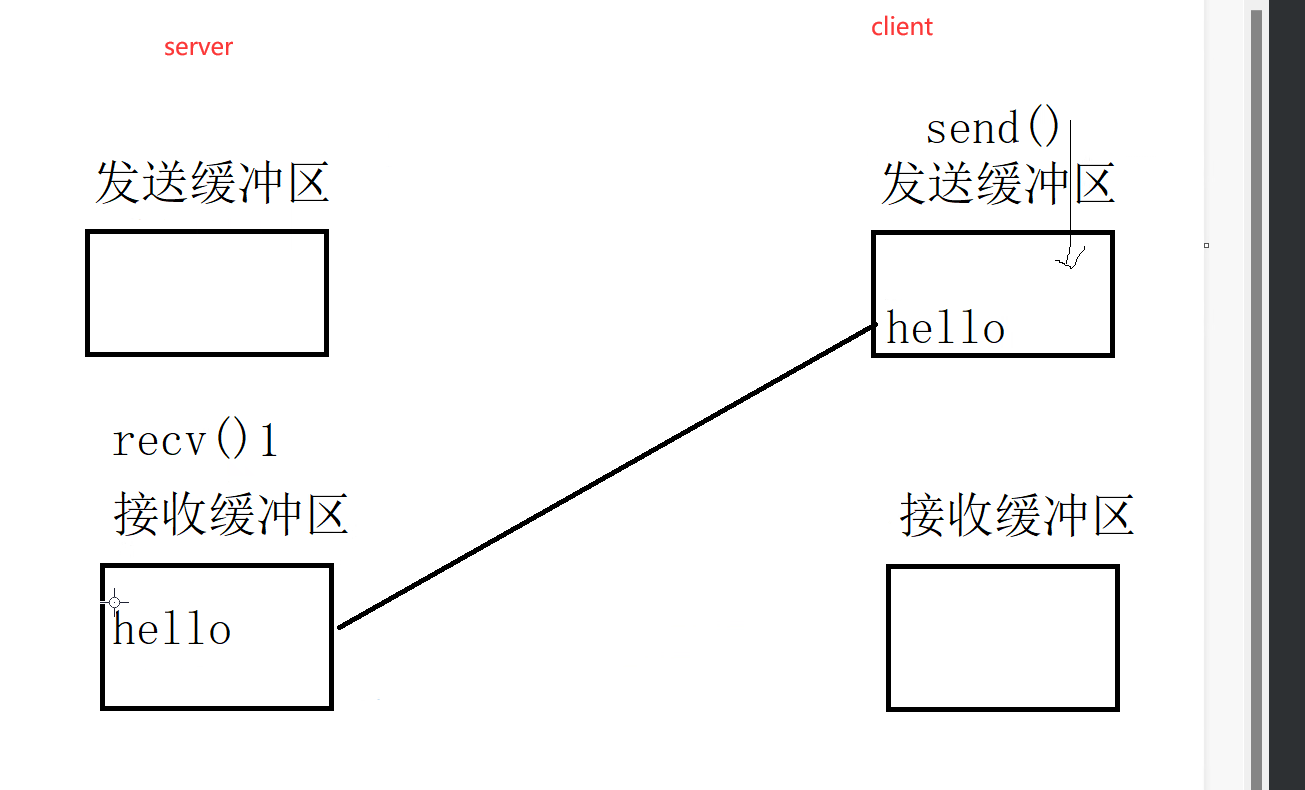 server
client
send()
发送缓冲区
发送缓冲区
hello
recv()1
接收缓冲区
接收缓冲区
hello